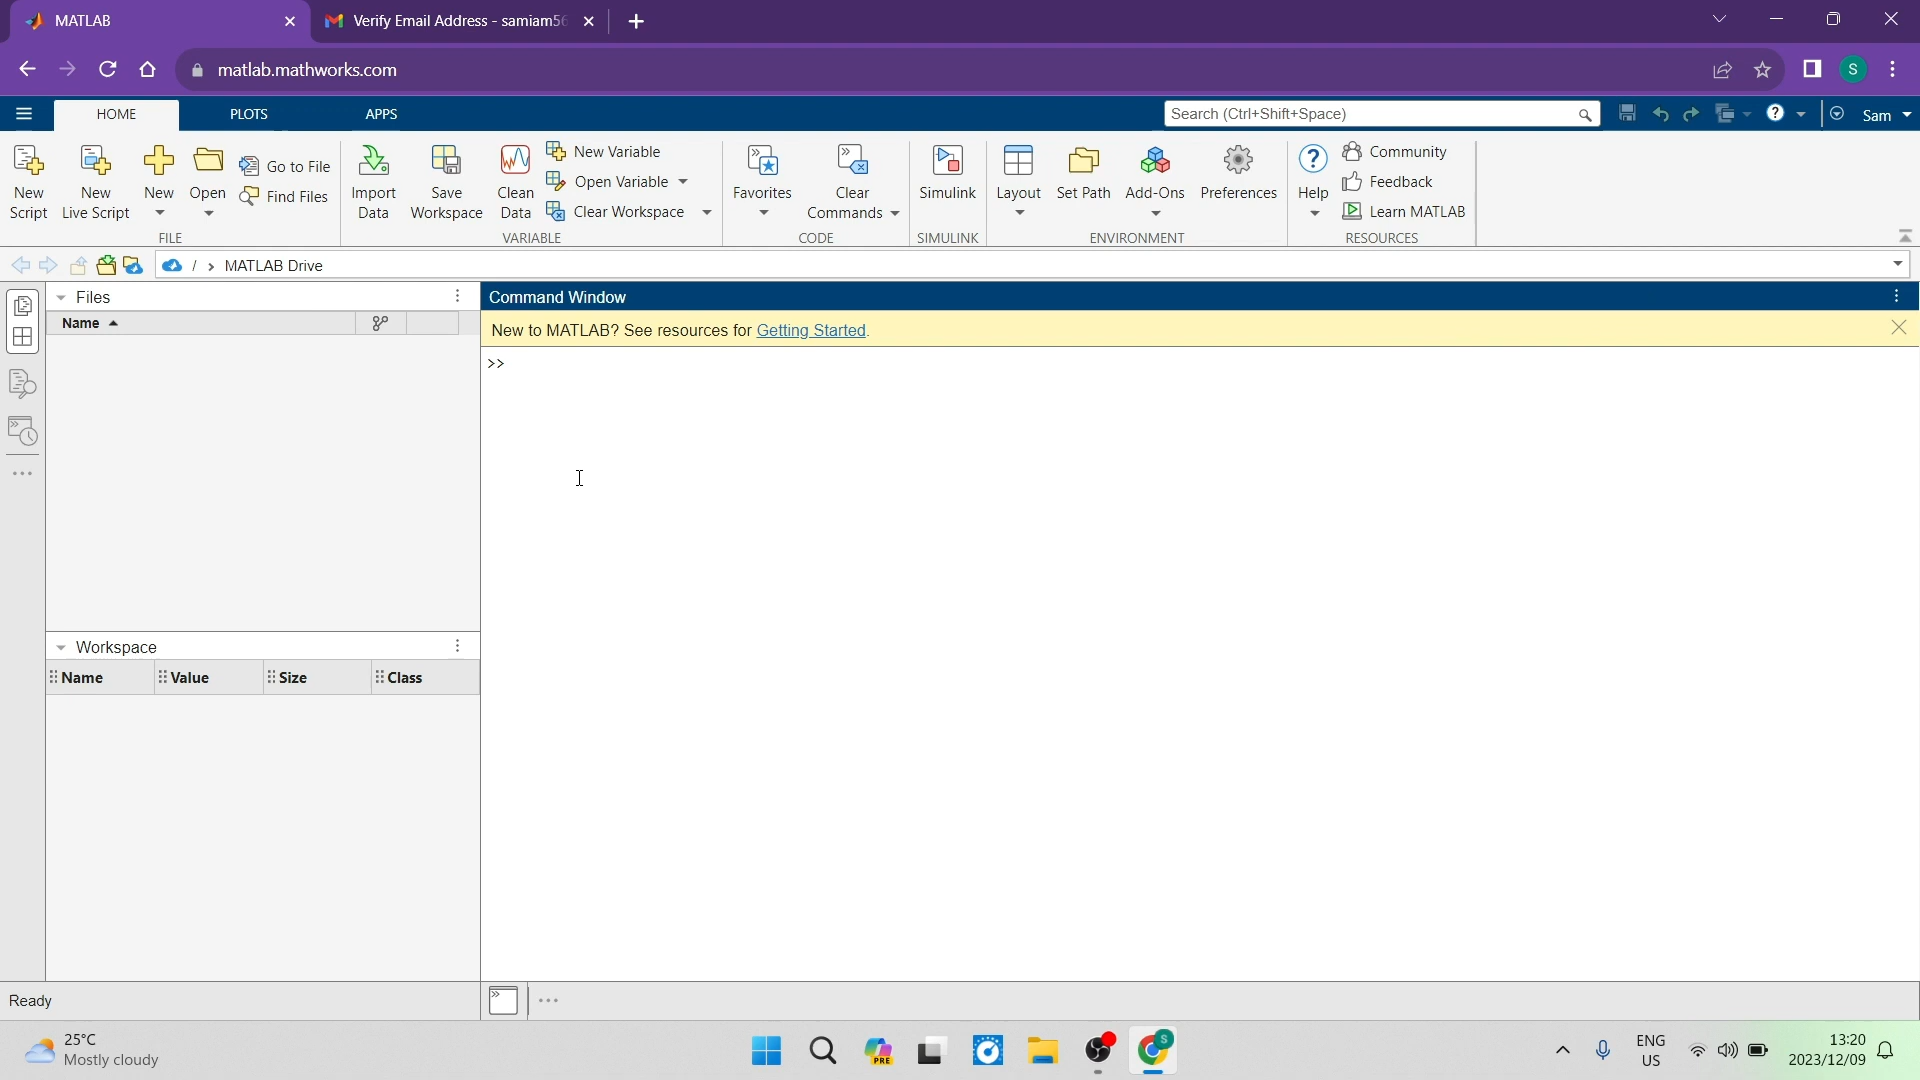 MATLAB
Verify Email Address - samiam56
matlab.mathworks.com
S
HOME
PLOTS
APPS
Search (Ctrl+Shift+Space)
Sam
New Script
New Live Script
New
Open
Go to File
Find Files
FILE
Import Data
Save Workspace
Clean Data
New Variable
Open Variable
Clear Workspace
VARIABLE
Favorites
Clear Commands
CODE
Simulink
SIMULINK
Layout
Set Path
Add-Ons
Preferences
ENVIRONMENT
Help
Community
Feedback
Learn MATLAB
RESOURCES
/ > MATLAB Drive
Files
Name
Command Window
New to MATLAB? See resources for Getting Started.
>>
Workspace
Name
Value
Size
Class
Ready
25°C
Mostly cloudy
PRE
S
ENG
US
13:20
2023/12/09